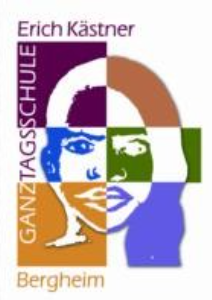 Erich Kästner
GANZTAGSSCHULE
Bergheim